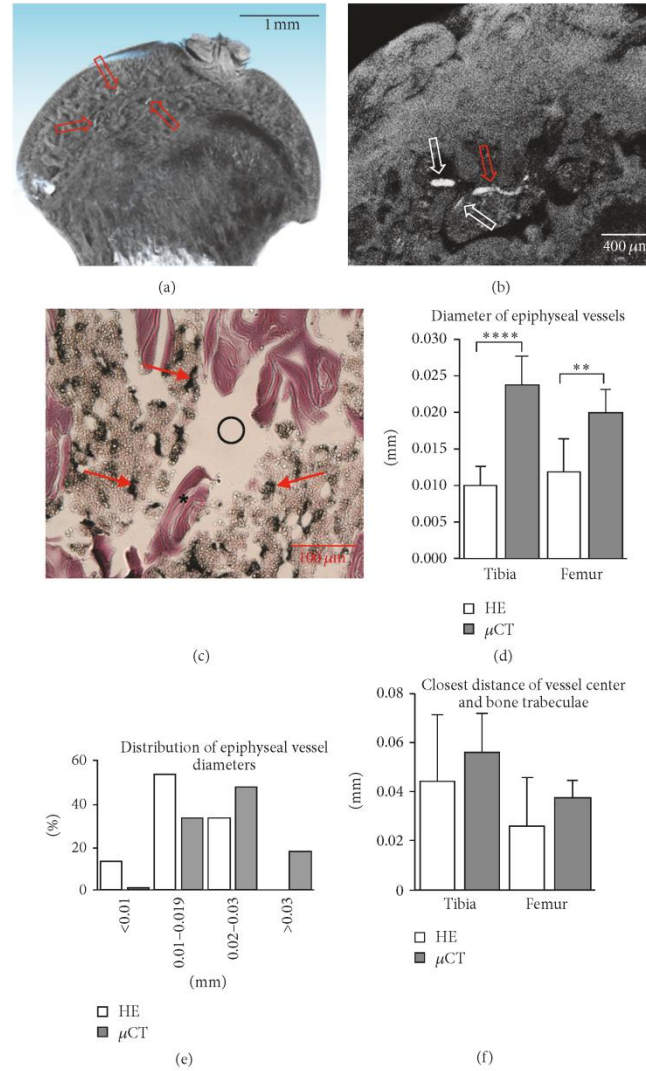 1 mm
(a)
400 μm
(b)
100 μm
(c)
Diameter of epiphyseal vessels
****
**
0.030
0.025
0.020
0.015
0.010
0.005
0.000
(mm)
Tibia
Femur
HE
μCT
(d)
Distribution of epiphyseal vessel
diameters
60
40
20
0
(%)
<0.01
0.01–0.019
0.02–0.03
>0.03
(mm)
HE
μCT
(e)
Closest distance of vessel center
and bone trabeculae
0.08
0.06
0.04
0.02
0
(mm)
Tibia
Femur
HE
μCT
(f)